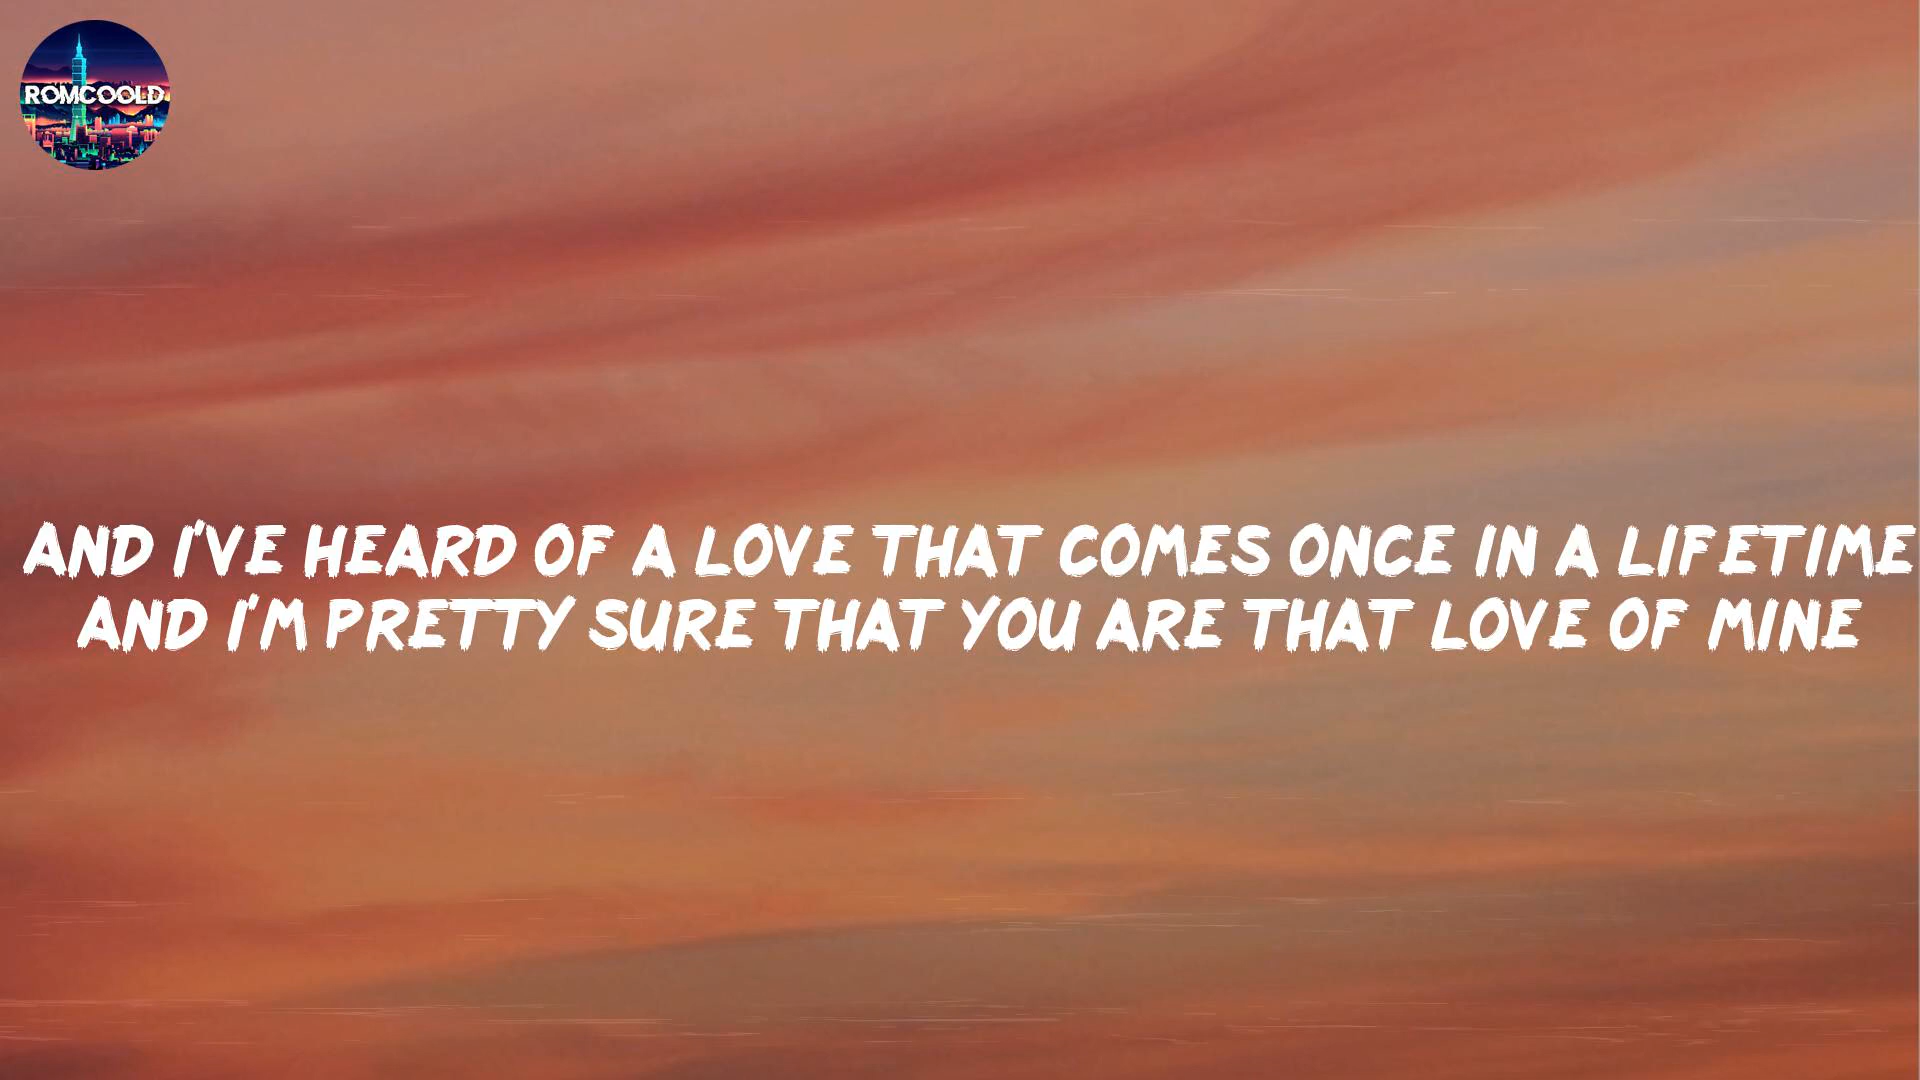 ROMCOOLD
AND I'VE HEARD OF A LOVE THAT COMES ONCE IN A LIFETIME
AND I'M PRETTY SURE THAT YOU ARE THAT LOVE OF MINE